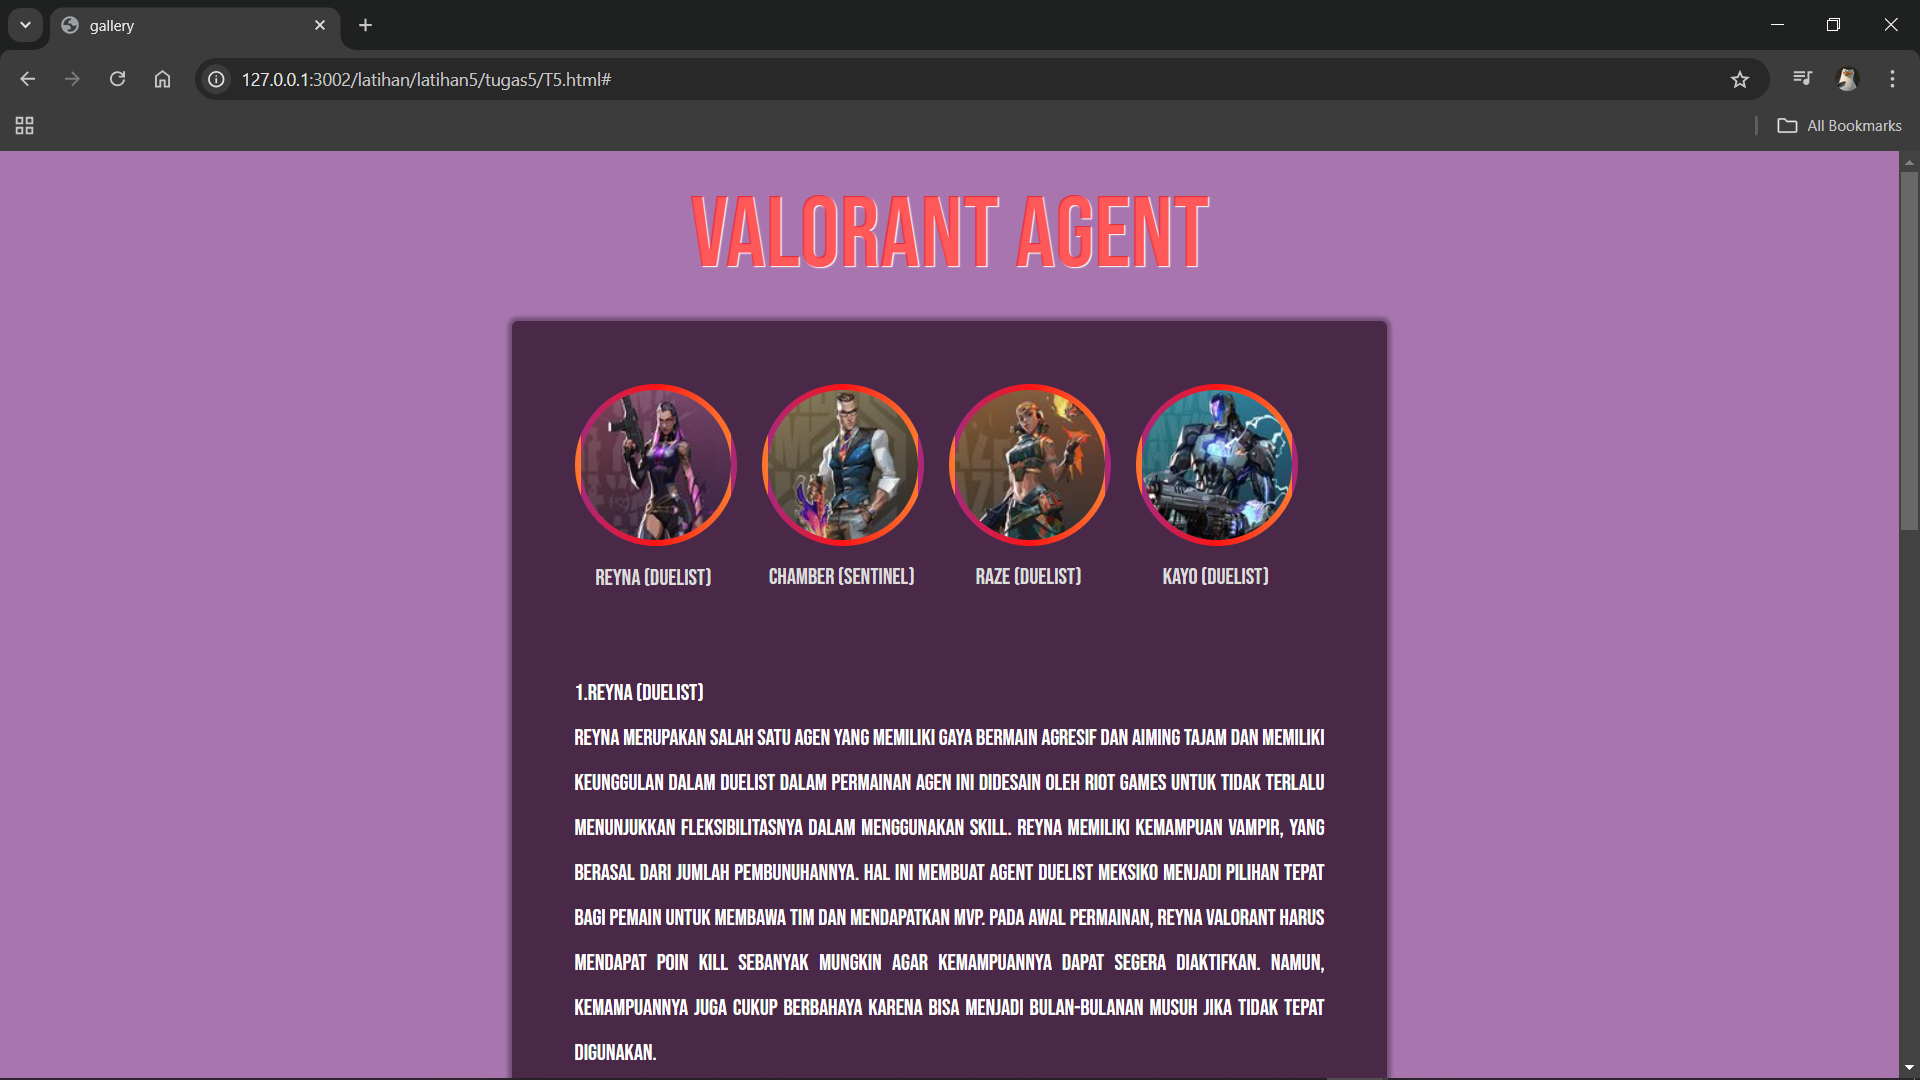 gallery
127.0.0.1:3002/latihan/latihan5/tugas5/T5.html#
All Bookmarks
VALORANT AGENT
REYNA (DUELIST)
CHAMBER (SENTINEL)
RAZE (DUELIST)
KAYO (DUELIST)
1.REYNA (DUELIST)
REYNA MERUPAKAN SALAH SATU AGEN YANG MEMILIKI GAYA BERMAIN AGRESIF DAN AIMING TAJAM DAN MEMILIKI
KEUNGGULAN DALAM DUELIST DALAM PERMAINAN AGEN INI DIDESAIN OLEH RIOT GAMES UNTUK TIDAK TERLALU
MENUNJUKKAN FLEKSIBILITASNYA DALAM MENGGUNAKAN SKILL. REYNA MEMILIKI KEMAMPUAN VAMPIR, YANG
BERASAL DARI JUMLAH PEMBUNUHANNYA. HAL INI MEMBUAT AGENT DUELIST MEKSIKO MENJADI PILIHAN TEPAT
BAGI PEMAIN UNTUK MEMBAWA TIM DAN MENDAPATKAN MVP. PADA AWAL PERMAINAN, REYNA VALORANT HARUS
MENDAPAT POIN KILL SEBANYAK MUNGKIN AGAR KEMAMPUANNYA DAPAT SEGERA DIAKTIFKAN. NAMUN,
KEMAMPUANNYA JUGA CUKUP BERBAHAYA KARENA BISA MENJADI BULAN-BULANAN MUSUH JIKA TIDAK TEPAT
DIGUNAKAN.